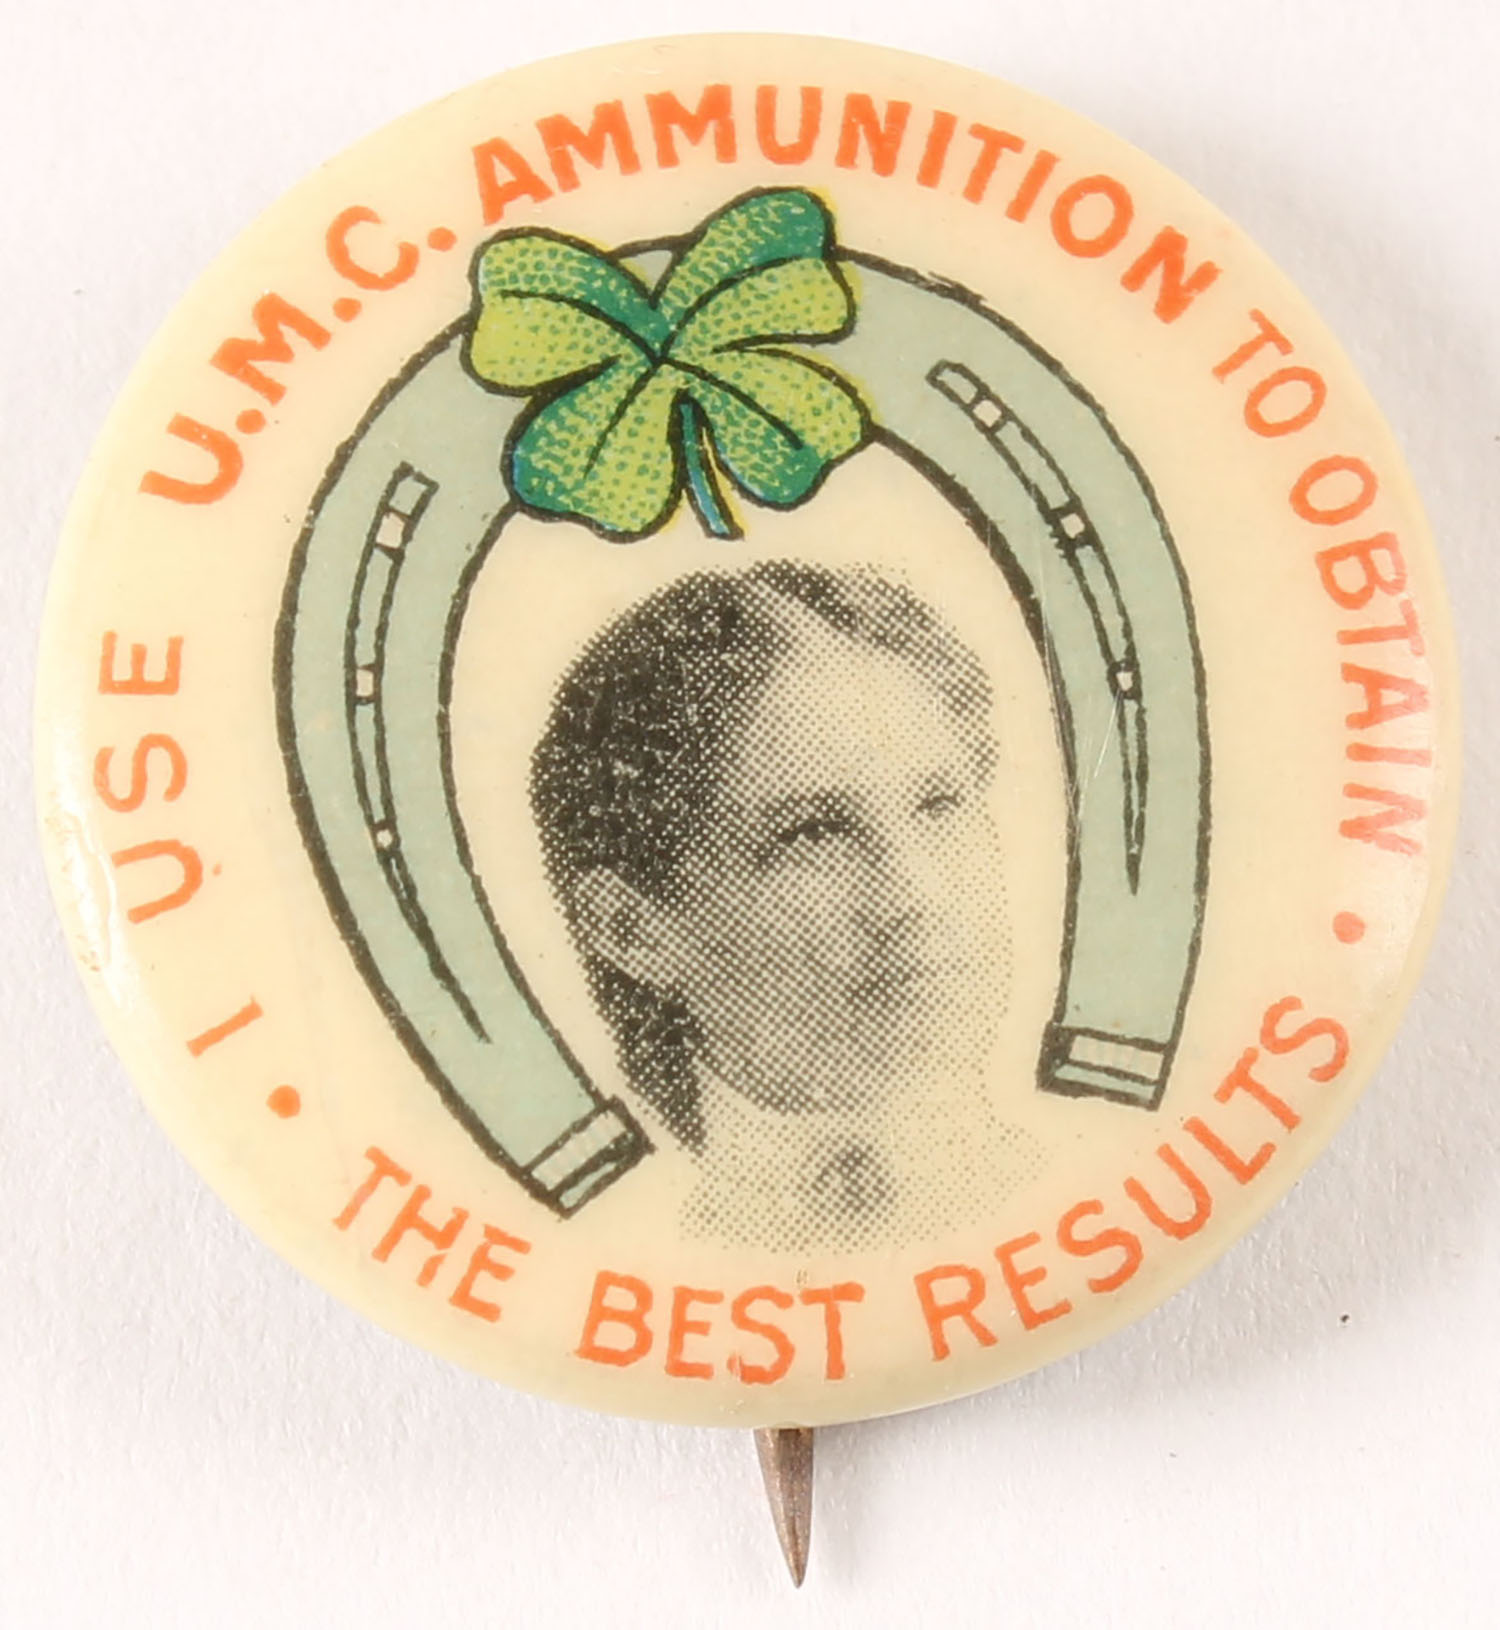 • I USE U.M.C. AMMUNITION TO OBTAIN •
THE BEST RESULTS